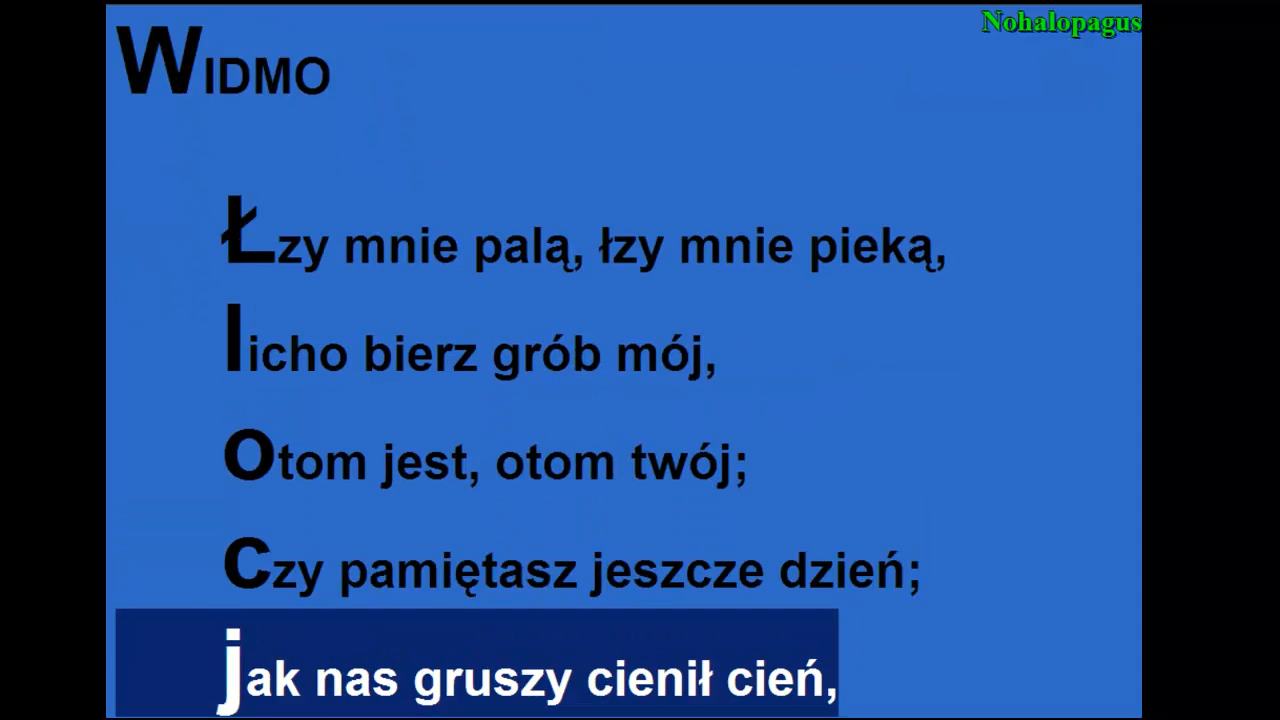 Nohalopagus
Widmo
Łzy mnie palą, łzy mnie pieką,
licho bierz grób mój,
otom jest, otom twój;
czy pamiętasz jeszcze dzień;
jak nas gruszy cienił cień,